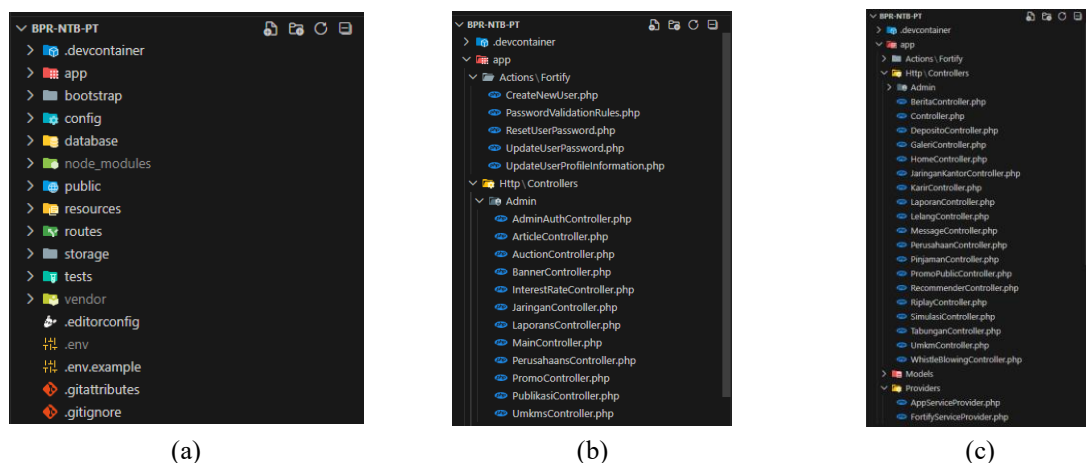 BPR-NTB-PT
.devcontainer
app
bootstrap
config
database
node_modules
public
resources
routes
storage
tests
vendor
.editorconfig
.env
.env.example
.gitattributes
.gitignore
(a)
BPR-NTB-PT
.devcontainer
app
Actions \ Fortify
CreateNewUser.php
PasswordValidationRules.php
ResetUserPassword.php
UpdateUserPassword.php
UpdateUserProfileInformation.php
Http \ Controllers
Admin
AdminAuthController.php
ArticleController.php
AuctionController.php
BannerController.php
InterestRateController.php
JaringanController.php
LaporansController.php
MainController.php
PerusahaansController.php
PromoController.php
PublikasiController.php
UmkmsController.php
(b)
BPR-NTB-PT
.devcontainer
app
Actions \ Fortify
Http \ Controllers
Admin
BeritaController.php
Controller.php
DepositoController.php
GaleriController.php
HomeController.php
JaringanKantorController.php
KarirController.php
LaporanController.php
LelangController.php
MessageController.php
PerusahaanController.php
PinjamanController.php
PromoPublicController.php
RecommenderController.php
RiplayController.php
SimulasiController.php
TabunganController.php
UmkmController.php
WhistleBlowingController.php
Models
Providers
AppServiceProvider.php
FortifyServiceProvider.php
(c)